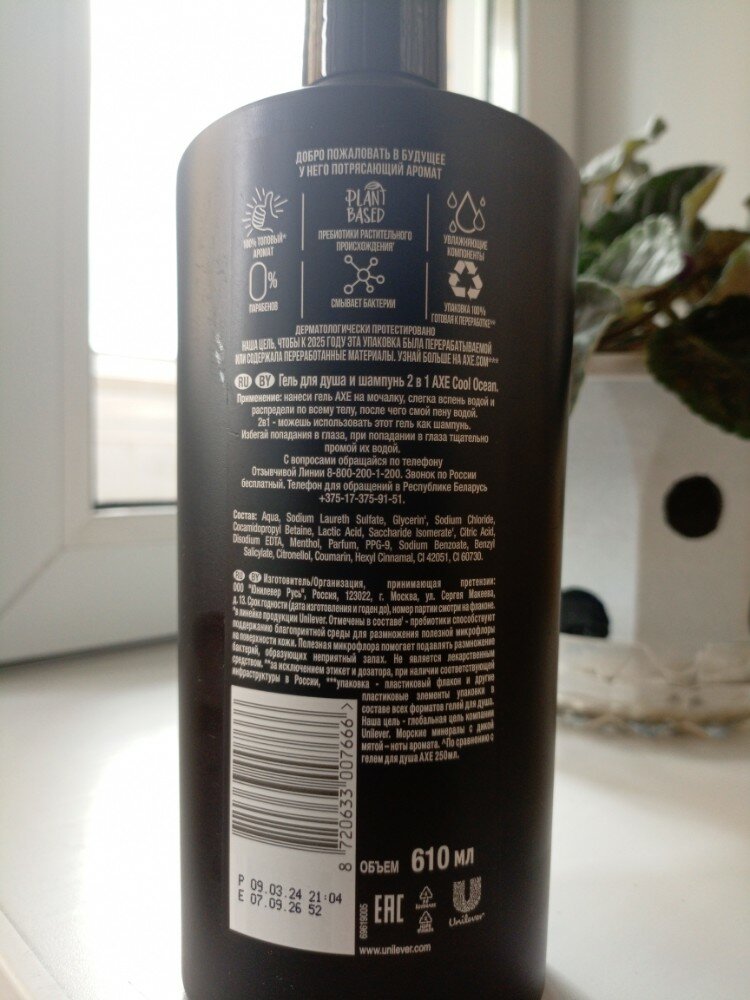 ДОБРО ПОЖАЛОВАТЬ В БУДУЩЕЕ
У НЕГО ПОТРЯСАЮЩИЙ АРОМАТ
100% ТОПОВЫЙ^
АРОМАТ
PLANT
BASED
ПРЕБИОТИКИ РАСТИТЕЛЬНОГО
ПРОИСХОЖДЕНИЯ
УВЛАЖНЯЮЩИЕ
КОМПОНЕНТЫ
0%
ПАРАБЕНОВ
СМЫВАЕТ БАКТЕРИИ
УПАКОВКА 100%
ГОТОВАЯ К ПЕРЕРАБОТКЕ**
ДЕРМАТОЛОГИЧЕСКИ ПРОТЕСТИРОВАНО
НАША ЦЕЛЬ, ЧТОБЫ К 2025 ГОДУ ЭТА УПАКОВКА БЫЛА ПЕРЕРАБАТЫВАЕМОЙ
ИЛИ СОДЕРЖАЛА ПЕРЕРАБОТАННЫЕ МАТЕРИАЛЫ. УЗНАЙ БОЛЬШЕ НА AXE.COM***
RU BY Гель для душа и шампунь 2 в 1 AXE Cool Ocean.
Применение: нанеси гель AXE на мочалку, слегка вспень водой и
распредели по всему телу, после чего смой пену водой.
2в1 - можешь использовать этот гель как шампунь.
Избегай попадания в глаза, при попадании в глаза тщательно
промой их водой.
С вопросами обращайся по телефону
Отзывчивой Линии 8-800-200-1-200. Звонок по России
бесплатный. Телефон для обращений в Республике Беларусь
+375-17-375-91-51.
Состав: Aqua, Sodium Laureth Sulfate, Glycerin', Sodium Chloride,
Cocamidopropyl Betaine, Lactic Acid, Saccharide Isomerate', Citric Acid,
Disodium EDTA, Menthol, Parfum, PPG-9, Sodium Benzoate, Benzyl
Salicylate, Citronellol, Coumarin, Hexyl Cinnamal, CI 42051, CI 60730.
RU BY Изготовитель/Организация, принимающая претензии:
ООО "Юнилевер Русь", Россия, 123022, г. Москва, ул. Сергея Макеева,
д. 13. Срок годности (дата изготовления и годен до), номер партии смотри на флаконе.
*в линейке продукции Unilever. Отмечены в составе' - пребиотики способствуют
поддержанию благоприятной среды для размножения полезной микрофлоры
на поверхности кожи. Полезная микрофлора помогает подавлять размножение
бактерий, образующих неприятный запах. Не является лекарственным
средством. **за исключением этикет и дозатора, при наличии соответствующей
инфраструктуры в России, ***упаковка - пластиковый флакон и другие
пластиковые элементы упаковки в
составе всех форматов гелей для душа.
Наша цель - глобальная цель компании
Unilever. Морские минералы с дикой
мятой – ноты аромата. ^По сравнению с
гелем для душа AXE 250мл.
8 720633 007666 >
P 09.03.24 21:04
E 07.09.26 52
ОБЪЕМ 610 МЛ
69619005
EAC
Unilever
www.unilever.com